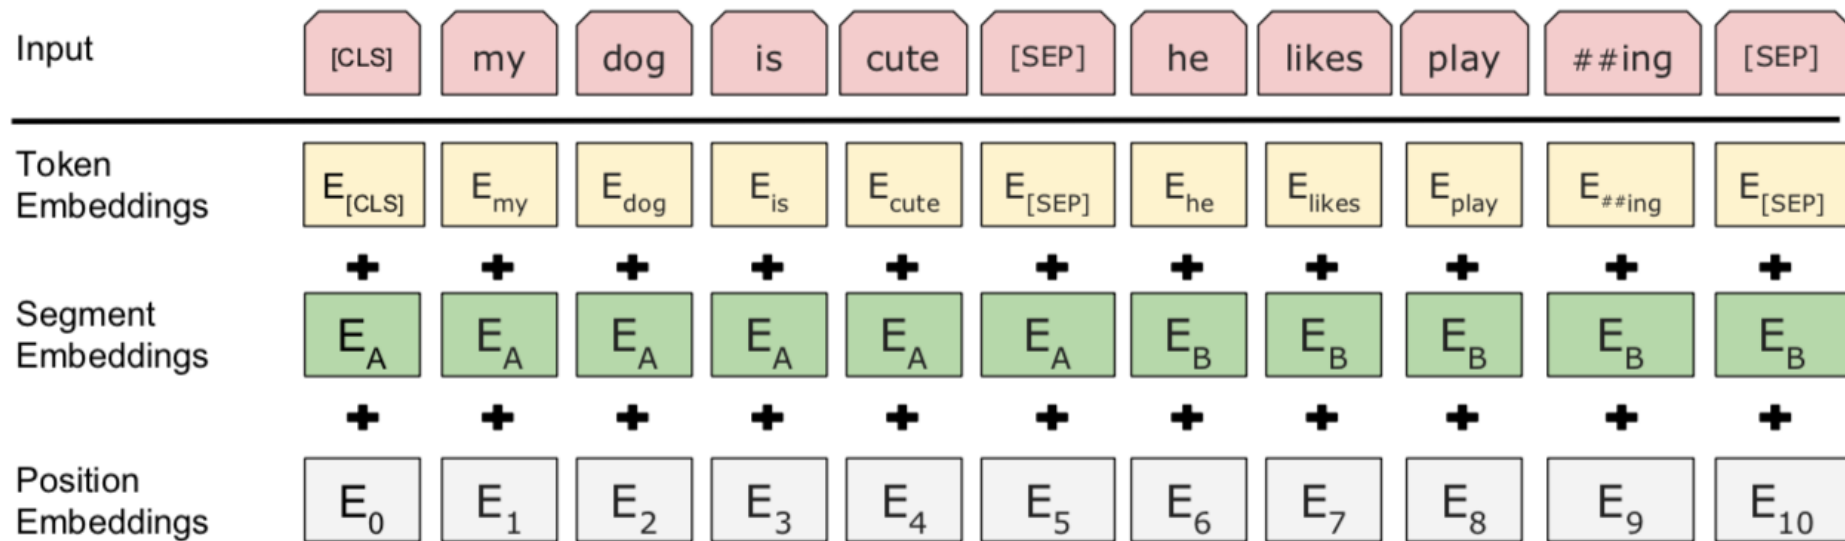 Input [CLS] my dog is cute [SEP] he likes play ##ing [SEP]
Token
Embeddings E[CLS] Emy Edog Eis Ecute E[SEP] Ehe Elikes Eplay E##ing E[SEP]
+ + + + + + + + + + +
Segment
Embeddings EA EA EA EA EA EA EB EB EB EB EB
+ + + + + + + + + + +
Position
Embeddings E0 E1 E2 E3 E4 E5 E6 E7 E8 E9 E10